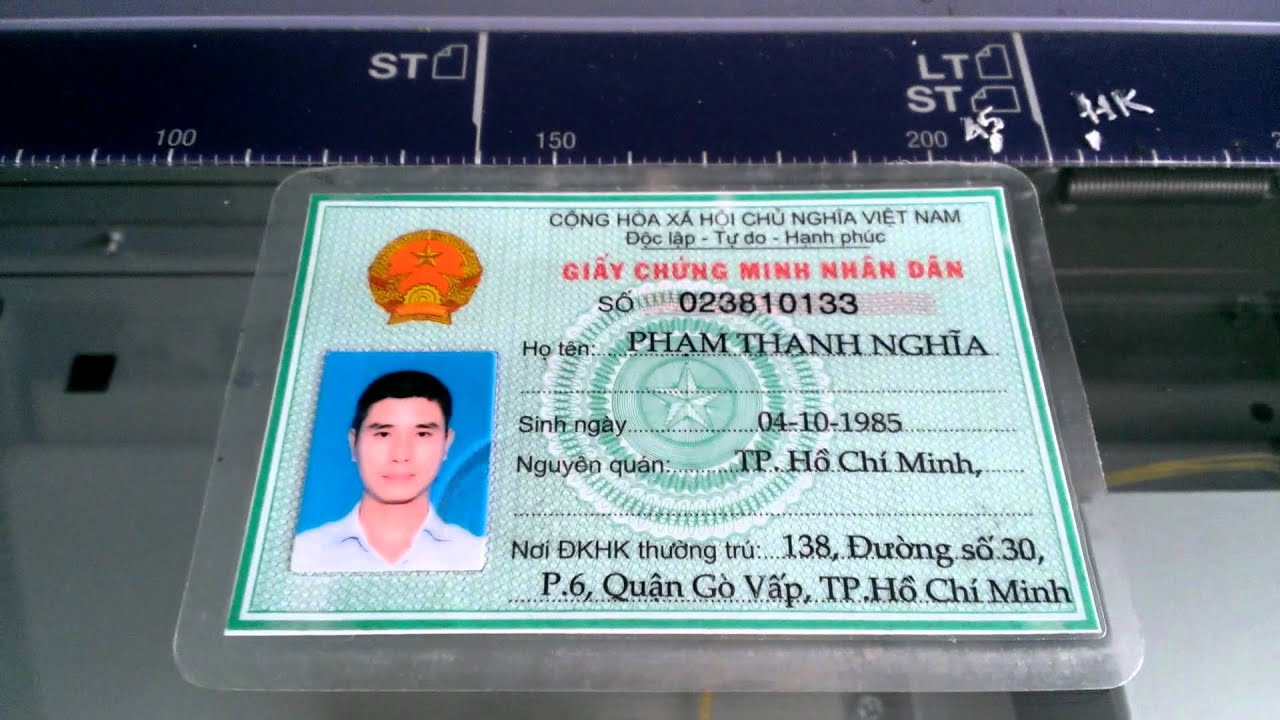 ST
LT
ST
A5
HK
100
150
200
CỘNG HÒA XÃ HỘI CHỦ NGHĨA VIỆT NAM
Độc lập - Tự do - Hạnh phúc
GIẤY CHỨNG MINH NHÂN DÂN
SỐ 023810133
Họ tên: PHẠM THANH NGHĨA
Sinh ngày 04-10-1985
Nguyên quán: TP. Hồ Chí Minh,
Nơi ĐKHK thường trú: 138, Đường số 30,
P.6, Quận Gò Vấp, TP.Hồ Chí Minh